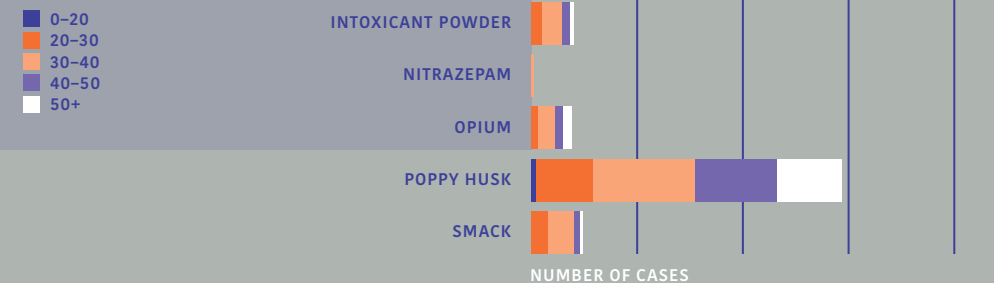 0–20
20–30
30–40
40–50
50+
INTOXICANT POWDER
NITRAZEPAM
OPIUM
POPPY HUSK
SMACK
NUMBER OF CASES